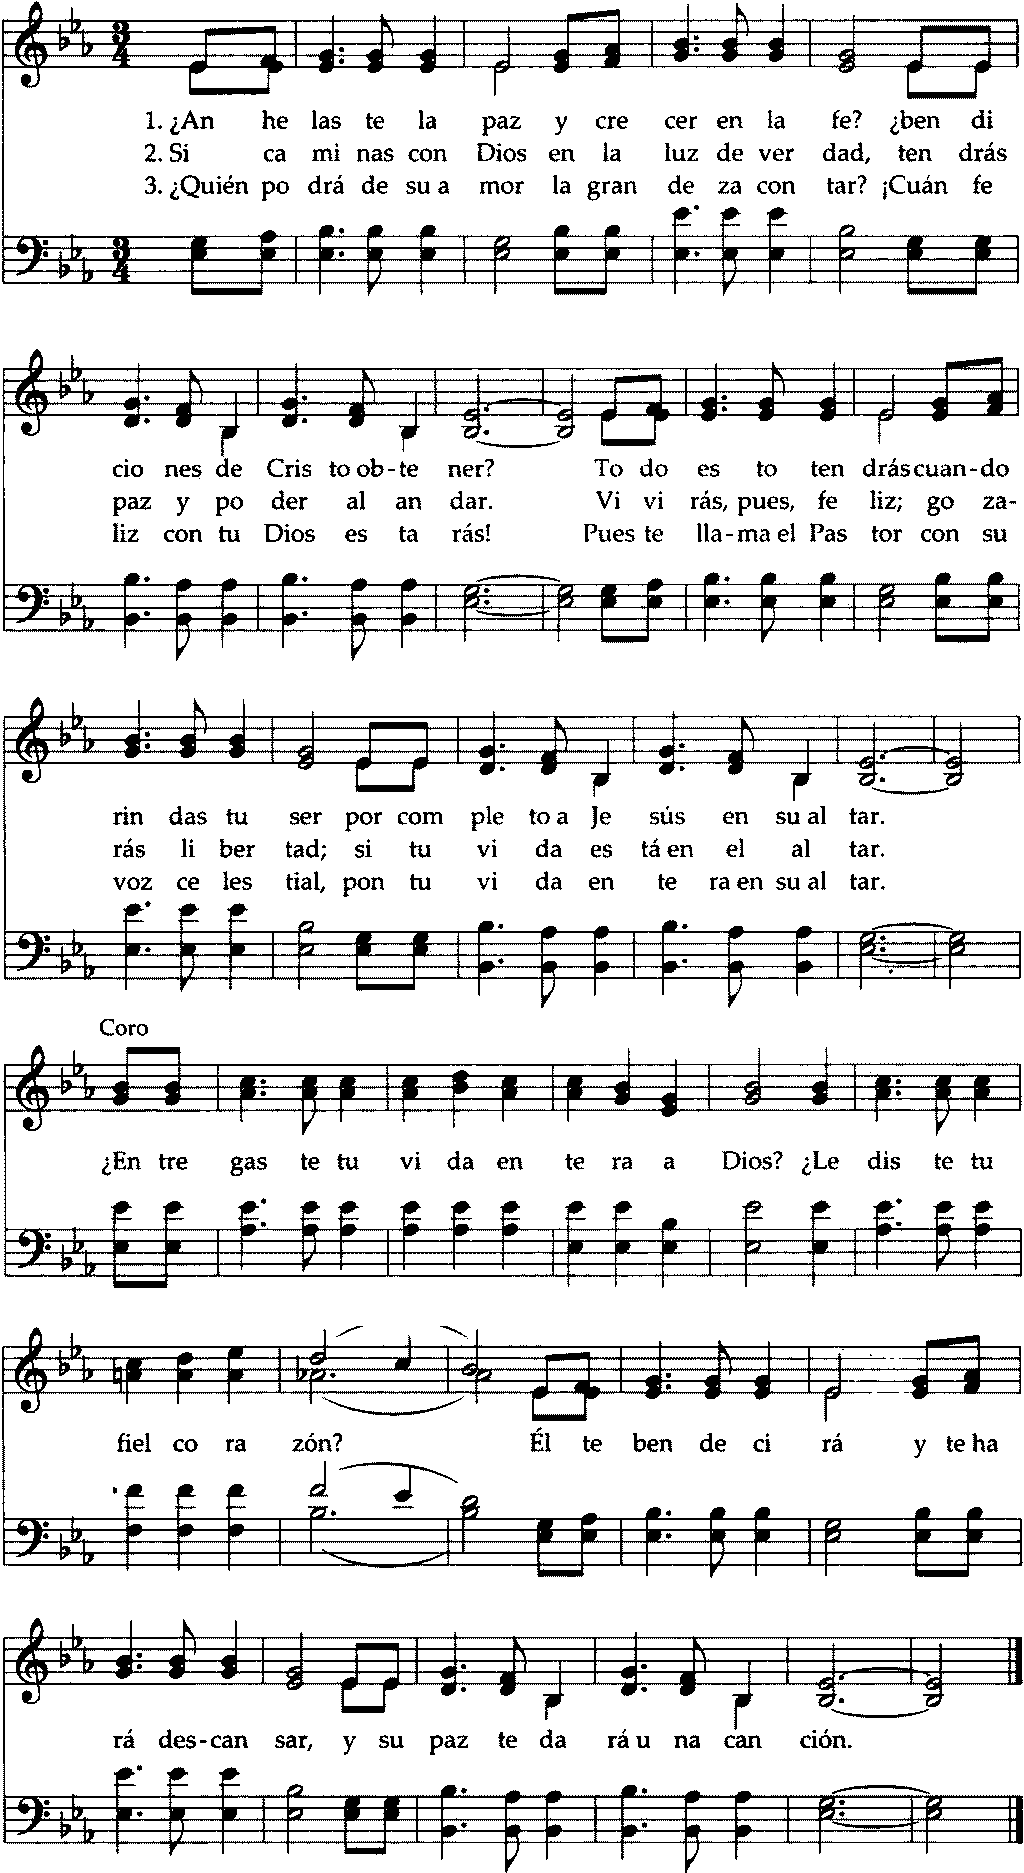 1. ¿An he las te la paz y cre cer en la fe? ¿ben di
2. Si ca mi nas con Dios en la luz de ver dad, ten drás
3. ¿Quién po drá de su a mor la gran de za con tar? ¡Cuán fe
cio nes de Cris to ob-te ner? To do es to ten drás cuan-do
paz y po der al an dar. Vi vi rás, pues, fe liz; go za-
liz con tu Dios es ta rás! Pues te lla-ma el Pas tor con su
rin das tu ser por com ple to a Je sús en su al tar.
rás li ber tad; si tu vi da es tá en el al tar.
voz ce les tial, pon tu vi da en te ra en su al tar.
Coro
¿En tre gas te tu vi da en te ra a Dios? ¿Le dis te tu
fiel co ra zón? Él te ben de ci rá y te ha
rá des-can sar, y su paz te da rá u na can ción.